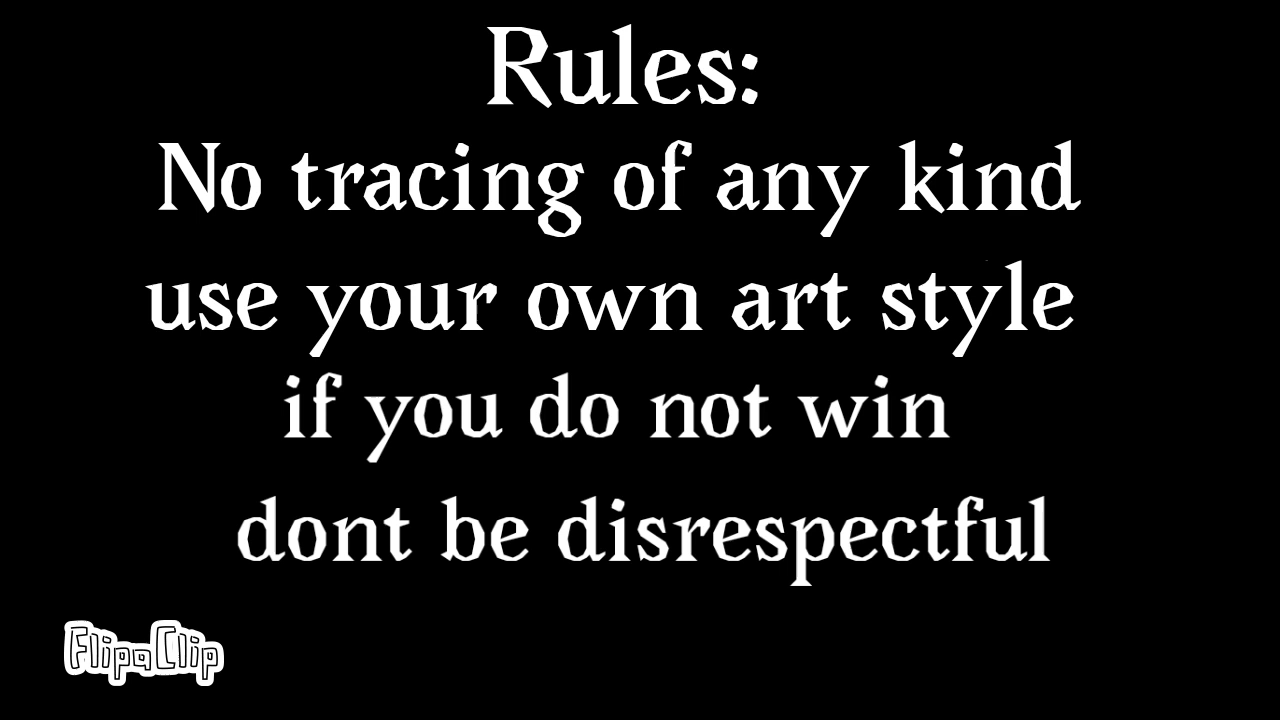 Rules:
No tracing of any kind
use your own art style
if you do not win
dont be disrespectful
FlipaClip